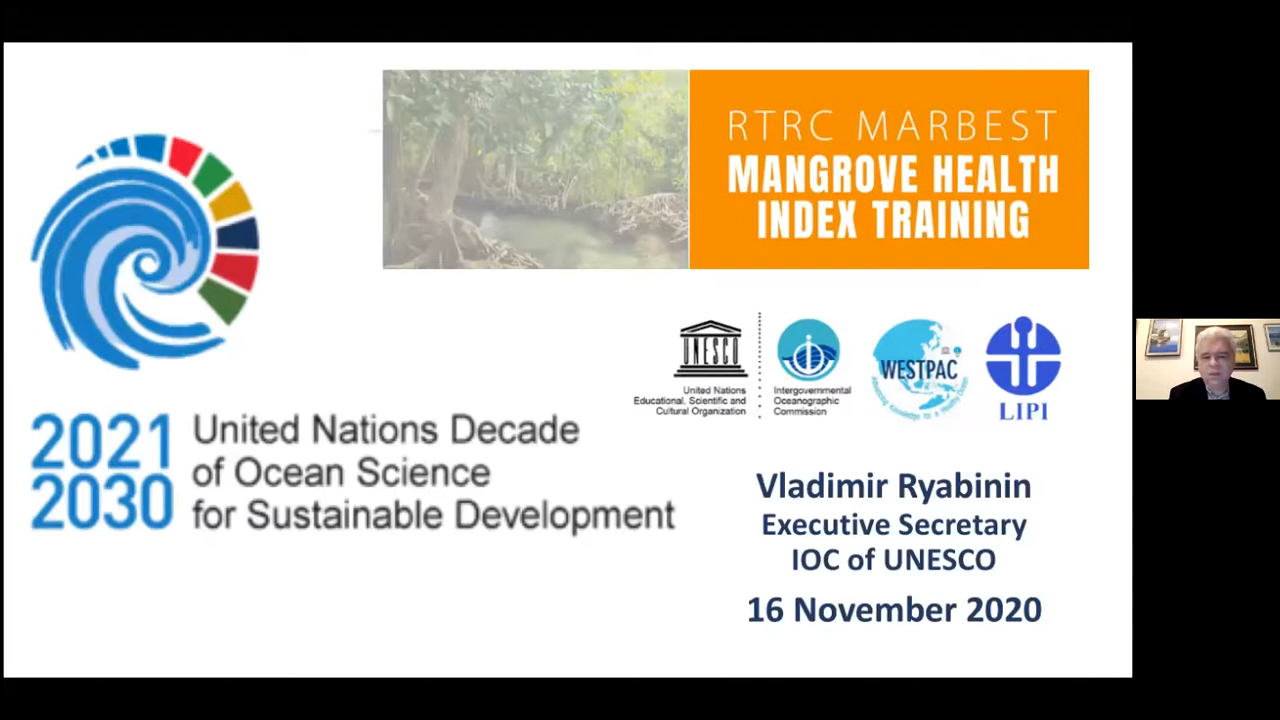 RTRC MARBEST
MANGROVE HEALTH
INDEX TRAINING
UNESCO
United Nations
Educational, Scientific and
Cultural Organization
Intergovernmental
Oceanographic
Commission
WESTPAC
LIPI
2021
2030
United Nations Decade
of Ocean Science
for Sustainable Development
Vladimir Ryabinin
Executive Secretary
IOC of UNESCO
16 November 2020